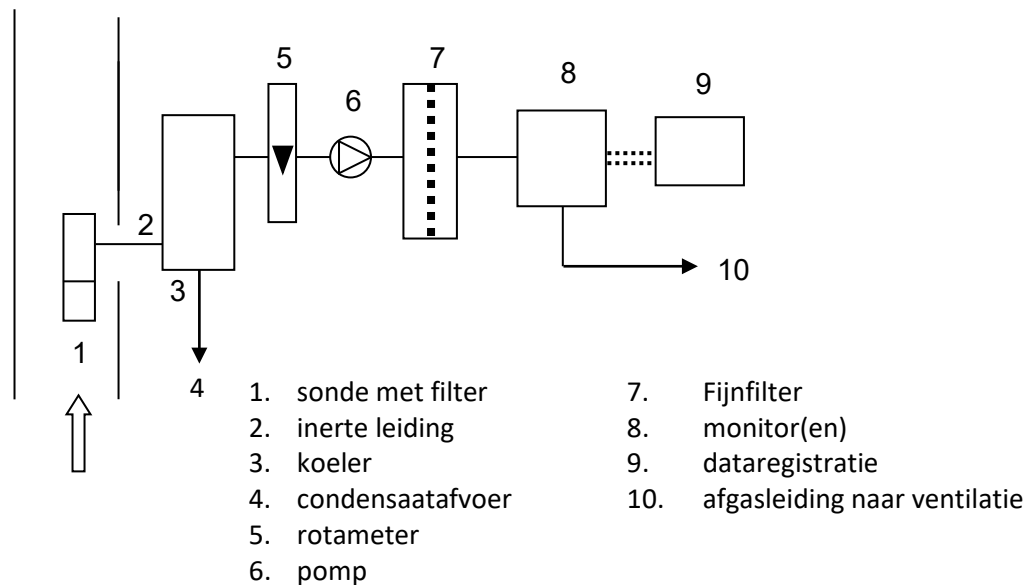 5
6
7
8
9
2
3
1
4
10
1. sonde met filter
2. inerte leiding
3. koeler
4. condensaatafvoer
5. rotameter
6. pomp
7. Fijnfilter
8. monitor(en)
9. dataregistratie
10. afgasleiding naar ventilatie